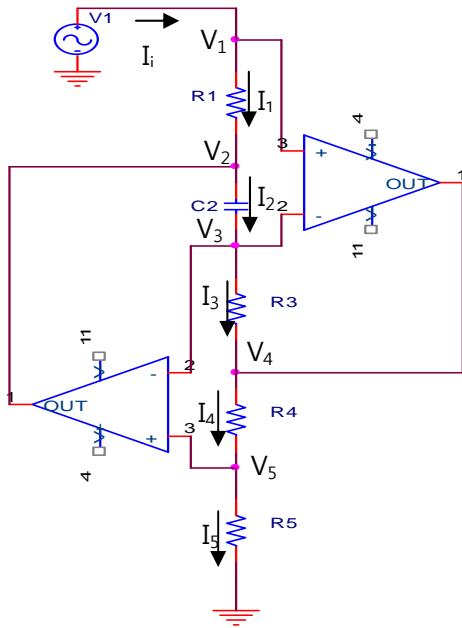 V1
I₁
Iᵢ
V₁
R1
3
+
4
V₂
OUT
1
C2
I₂
2
-
11
V₃
I₃
R3
11
2
-
V₄
1
OUT
I₄
R4
+
3
4
V₅
I₅
R5